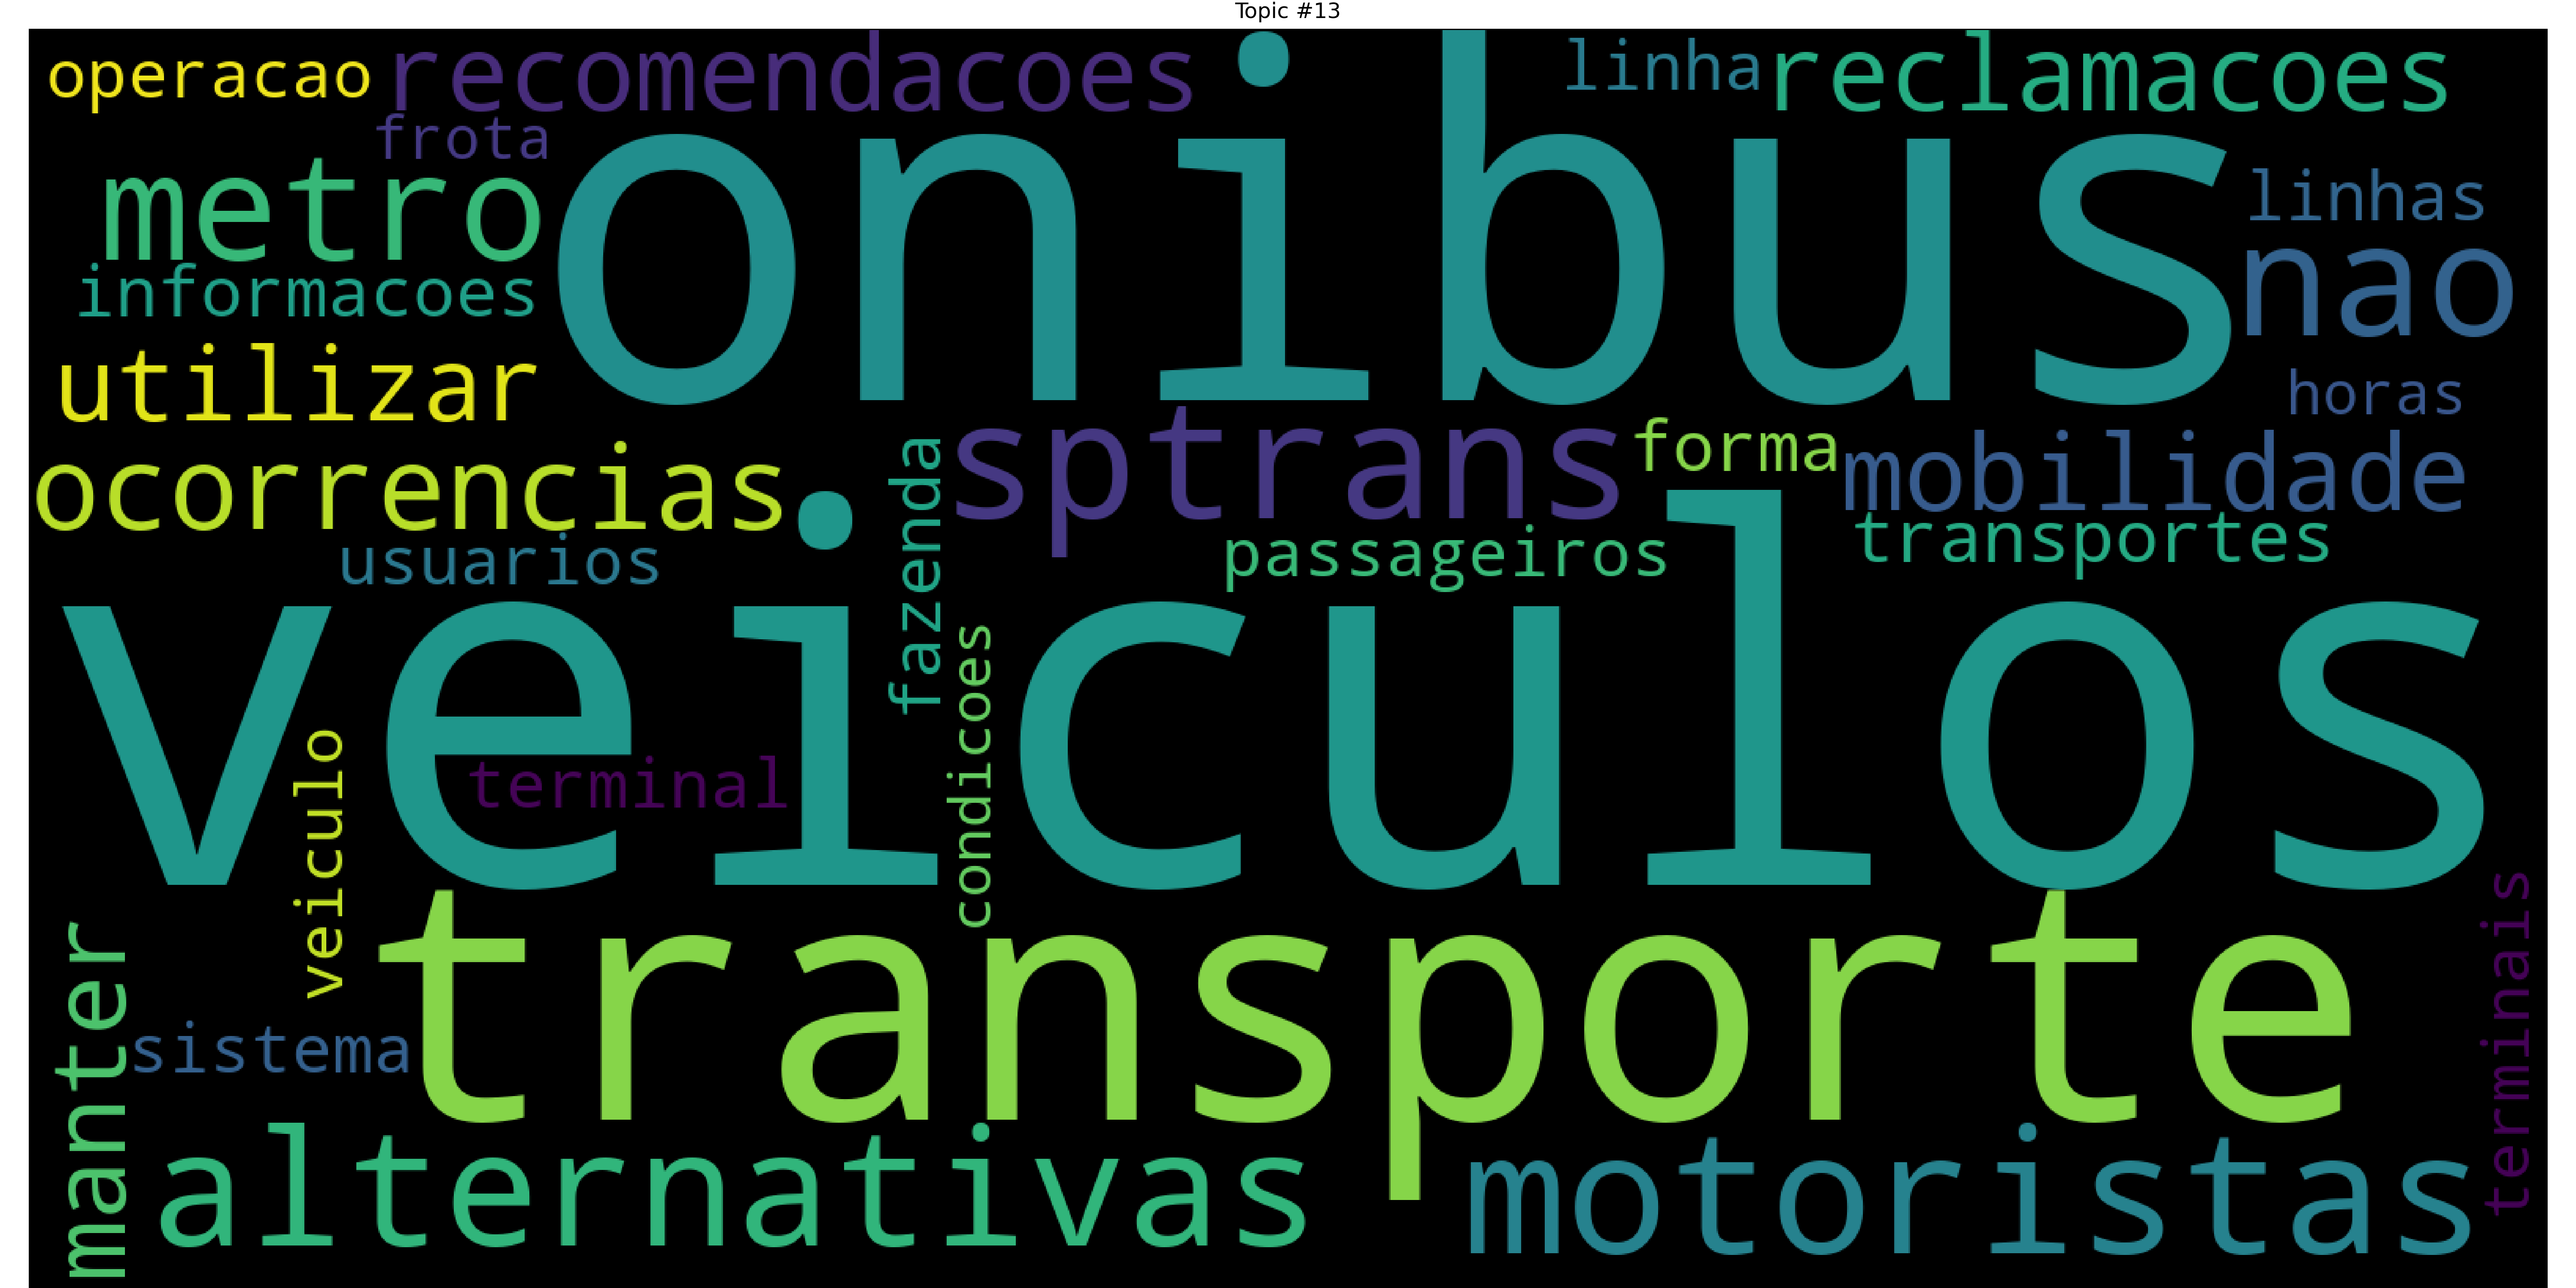 Topic #13
operacao
recomendacoes
linha
reclamacoes
frota
onibus
metro
linhas
nao
informacoes
utilizar
horas
ocorrencias
fazenda
sptrans
forma
mobilidade
usuarios
passageiros
transportes
veiculos
terminal
condicoes
veiculo
transporte
terminais
manter
sistema
alternativas
motoristas